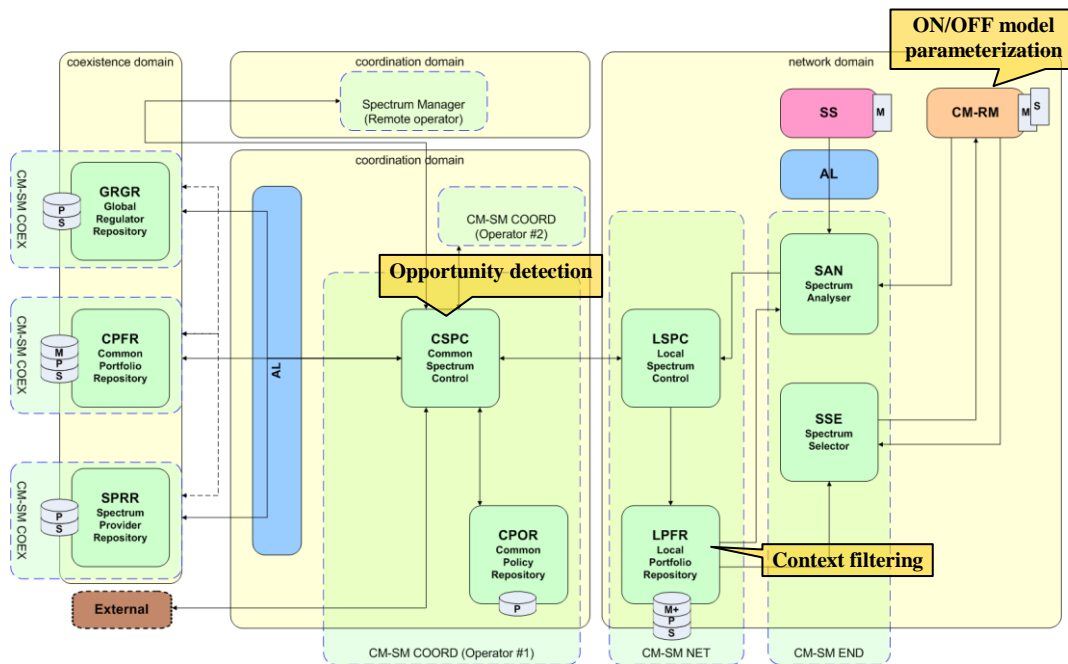 ON/OFF model
parameterization
coexistence domain
coordination domain
network domain
Spectrum Manager
(Remote operator)
SS
M
CM-RM
M
S
coordination domain
AL
CM-SM COEX
GRGR
Global
Regulator
Repository
P
S
CM-SM COORD
(Operator #2)
SAN
Spectrum
Analyser
Opportunity detection
CM-SM COEX
CPFR
Common
Portfolio
Repository
M
P
S
AL
CSPC
Common
Spectrum
Control
LSPC
Local
Spectrum
Control
SSE
Spectrum
Selector
CM-SM COEX
SPRR
Spectrum
Provider
Repository
P
S
CPOR
Common
Policy
Repository
P
LPFR
Local
Portfolio
Repository
M+
P
S
Context filtering
External
CM-SM COORD (Operator #1)
CM-SM NET
CM-SM END